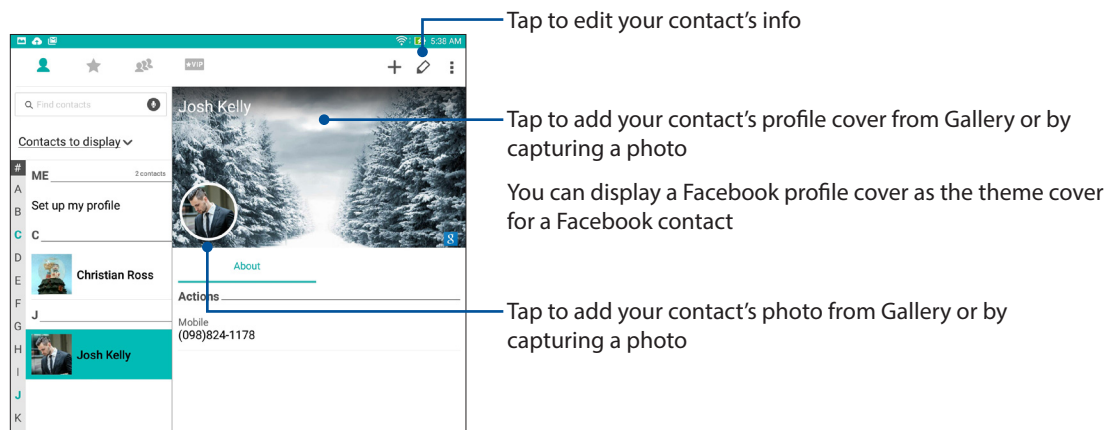 Tap to edit your contact's info
5:38 AM
VIP
Find contacts
Josh Kelly
Tap to add your contact's profile cover from Gallery or by
capturing a photo
Contacts to display
You can display a Facebook profile cover as the theme cover
for a Facebook contact
#
ME
2 contacts
A
Set up my profile
B
C
C
8
D
About
Christian Ross
E
Actions
F
J
Tap to add your contact's photo from Gallery or by
capturing a photo
G
Mobile
(098)824-1178
H
Josh Kelly
I
J
K